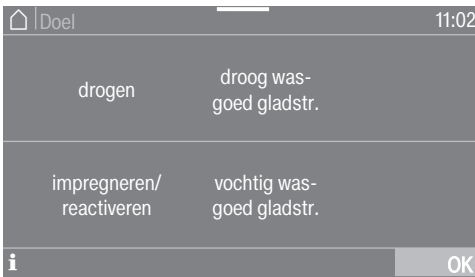 Doel
11:02
drogen
droog was-
goed gladstr.
impregneren/
reactiveren
vochtig was-
goed gladstr.
i
OK